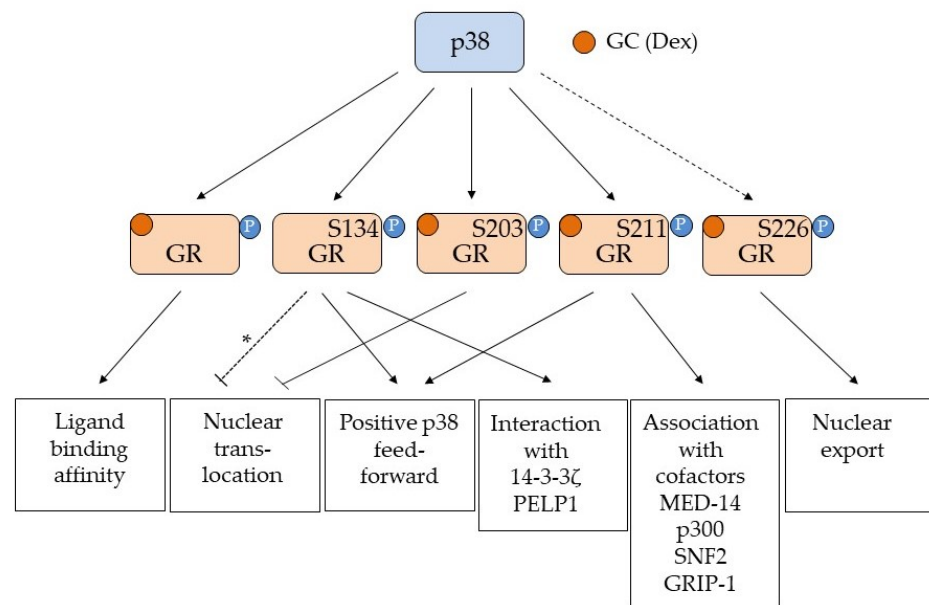 p38
GC (Dex)
P
GR
S134
P
GR
S203
P
GR
S211
P
GR
S226
P
GR
*
Ligand
binding
affinity
Nuclear
trans-
location
Positive p38
feed-
forward
Interaction
with
14-3-3ζ
PELP1
Association
with
cofactors
MED-14
p300
SNF2
GRIP-1
Nuclear
export